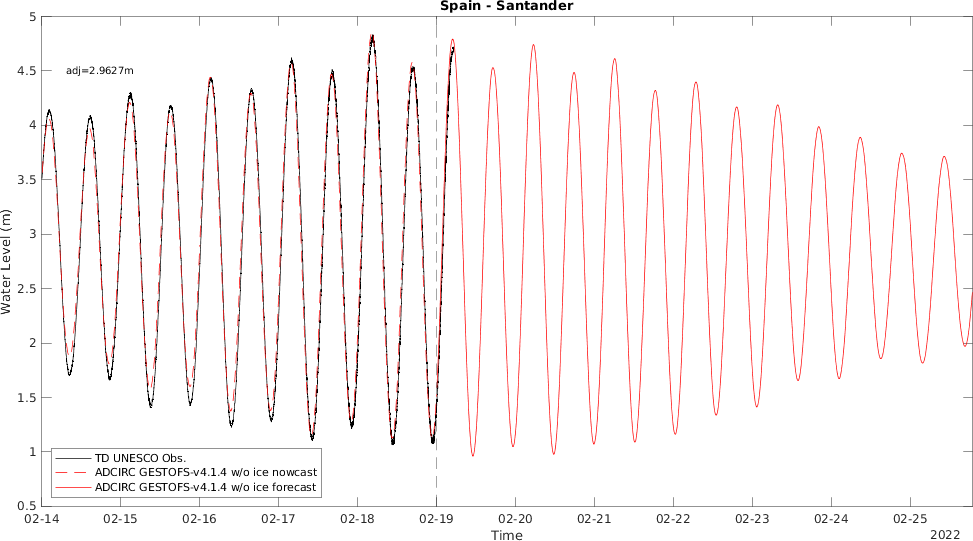 Spain - Santander
adj=2.9627m
5
4.5
4
3.5
3
2.5
2
1.5
1
0.5
Water Level (m)
TD UNESCO Obs.
ADCIRC GESTOFS-v4.1.4 w/o ice nowcast
ADCIRC GESTOFS-v4.1.4 w/o ice forecast
02-14 02-15 02-16 02-17 02-18 02-19 02-20 02-21 02-22 02-23 02-24 02-25
Time
2022